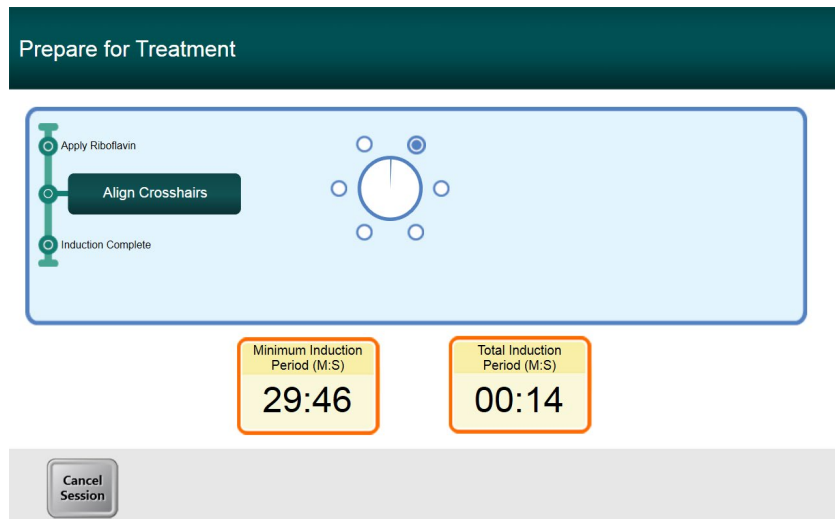 Prepare for Treatment
Apply Riboflavin
Align Crosshairs
Induction Complete
Minimum Induction
Period (M:S)
29:46
Total Induction
Period (M:S)
00:14
Cancel
Session